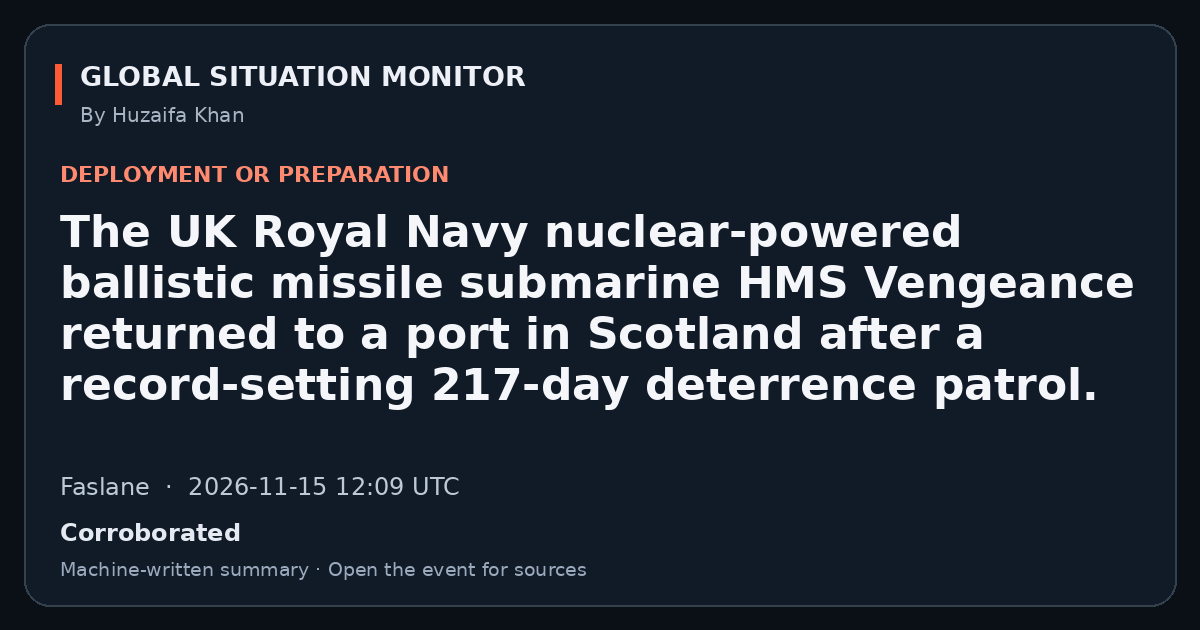 GLOBAL SITUATION MONITOR
By Huzaifa Khan
DEPLOYMENT OR PREPARATION
The UK Royal Navy nuclear-powered
ballistic missile submarine HMS Vengeance
returned to a port in Scotland after a
record-setting 217-day deterrence patrol.
Faslane · 2026-11-15 12:09 UTC
Corroborated
Machine-written summary · Open the event for sources